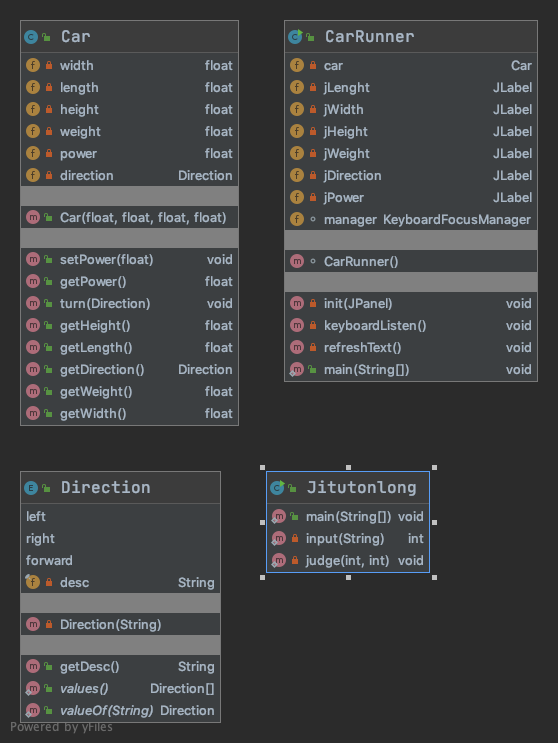 Car
width float
length float
height float
weight float
power float
direction Direction
Car(float, float, float, float)
setPower(float) void
getPower() float
turn(Direction) void
getHeight() float
getLength() float
getDirection() Direction
getWeight() float
getWidth() float
CarRunner
car Car
jLenght JLabel
jWidth JLabel
jHeight JLabel
jWeight JLabel
jDirection JLabel
jPower JLabel
manager KeyboardFocusManager
CarRunner()
init(JPanel) void
keyboardListen() void
refreshText() void
main(String[]) void
Direction
left
right
forward
desc String
Direction(String)
getDesc() String
values() Direction[]
valueOf(String) Direction
Jitutonlong
main(String[]) void
input(String) int
judge(int, int) void
Powered by yFiles